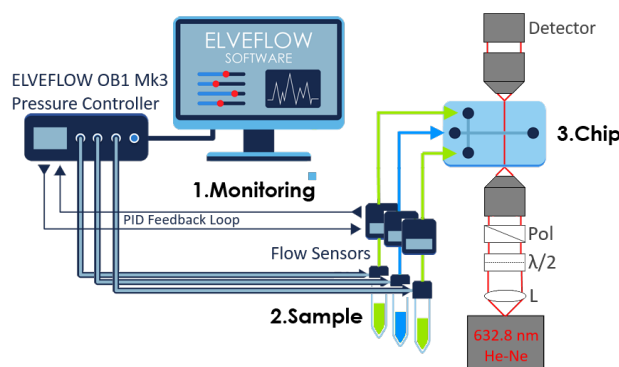 ELVEFLOW
SOFTWARE
ELVEFLOW OB1 Mk3
Pressure Controller
1.Monitoring
PID Feedback Loop
Flow Sensors
2.Sample
Detector
3.Chip
Pol
λ/2
L
632.8 nm
He-Ne